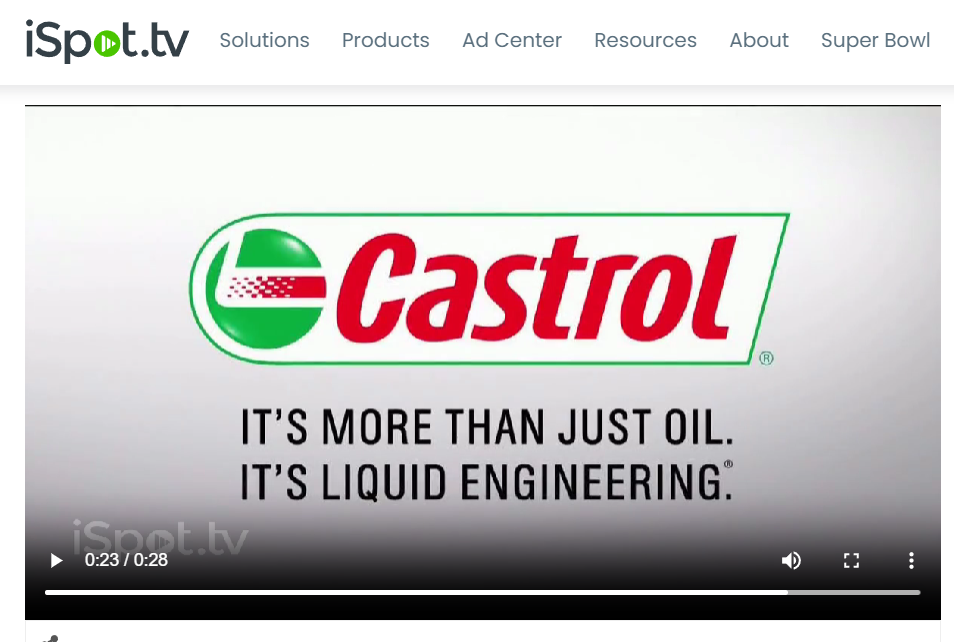 iSpot.tv
Solutions Products Ad Center Resources About Super Bowl
Castrol®
IT'S MORE THAN JUST OIL.
IT'S LIQUID ENGINEERING.®
iSpot.tv
0:23 / 0:28